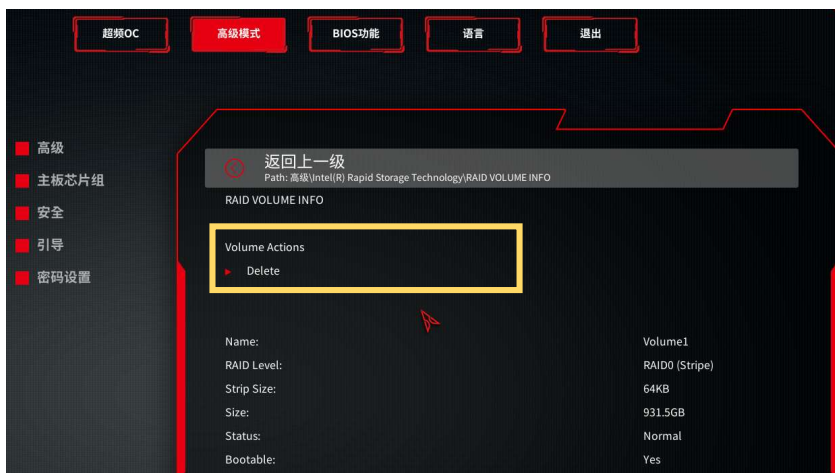 超频OC
高级模式
BIOS功能
语言
退出
高级
主板芯片组
安全
引导
密码设置
返回上一级
Path: 高级\Intel(R) Rapid Storage Technology\RAID VOLUME INFO
RAID VOLUME INFO
Volume Actions
Delete
Name: Volume1
RAID Level: RAID0 (Stripe)
Strip Size: 64KB
Size: 931.5GB
Status: Normal
Bootable: Yes